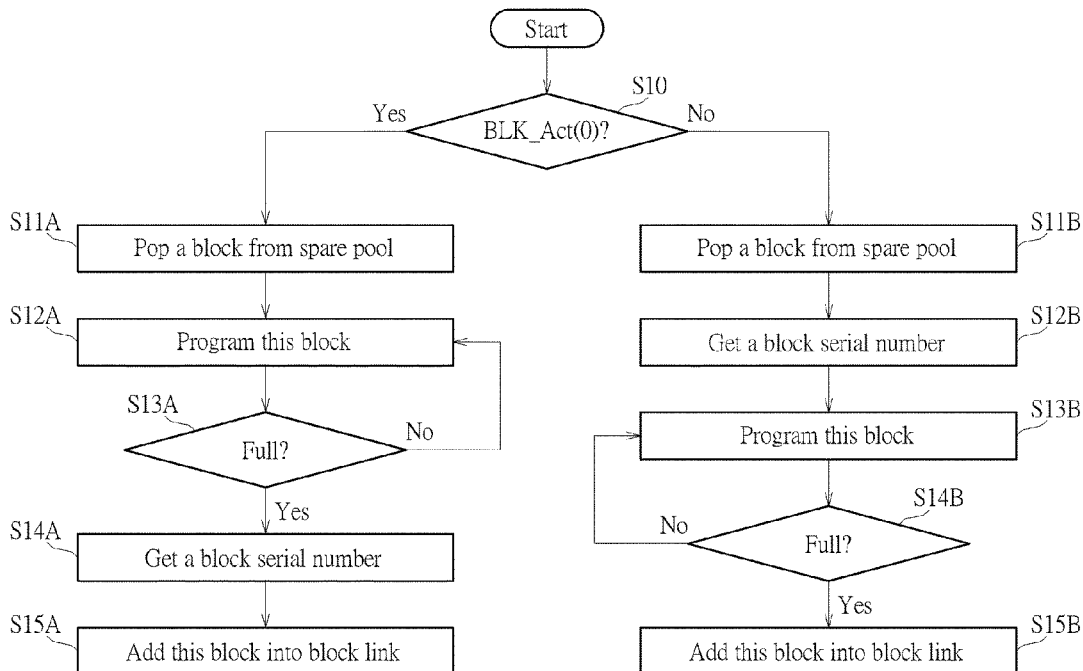 Start
S10
Yes
BLK_Act(0)?
No
S11A
Pop a block from spare pool
S11B
Pop a block from spare pool
S12A
Program this block
S12B
Get a block serial number
S13A
Full?
No
S13B
Program this block
Yes
S14A
Get a block serial number
S14B
No
Full?
Yes
S15A
Add this block into block link
S15B
Add this block into block link